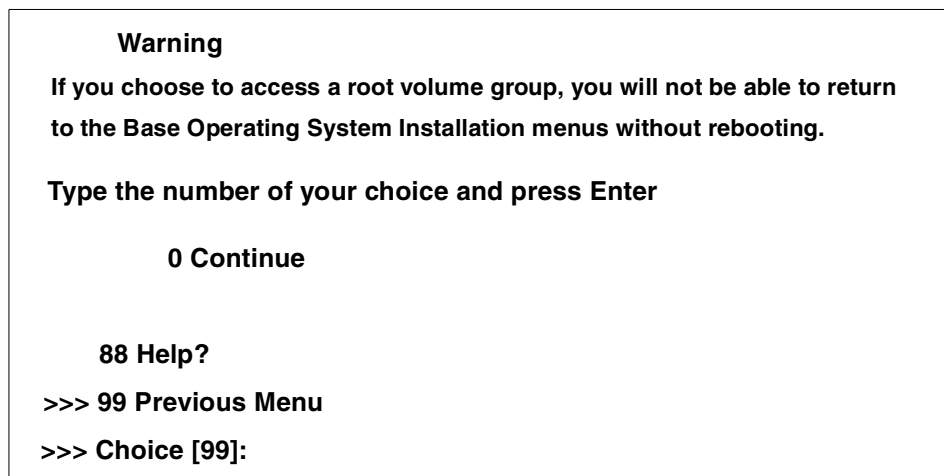 Warning
If you choose to access a root volume group, you will not be able to return
to the Base Operating System Installation menus without rebooting.
Type the number of your choice and press Enter
0 Continue
88 Help?
>>> 99 Previous Menu
>>> Choice [99]: